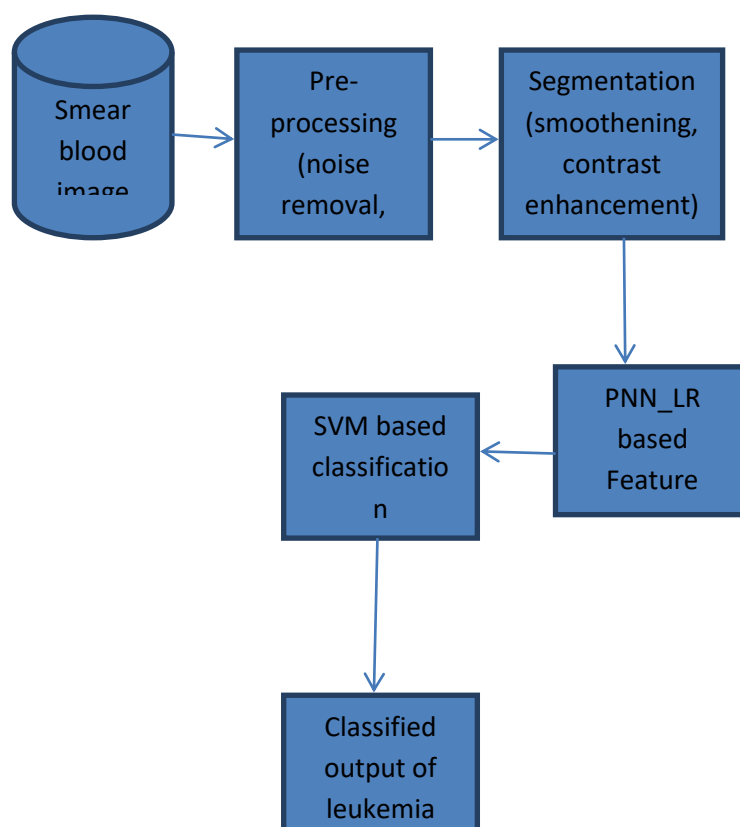 Smear
blood
image
Pre-
processing
(noise
removal,
Segmentation
(smoothening,
contrast
enhancement)
PNN_LR
based
Feature
SVM based
classificatio
n
Classified
output of
leukemia